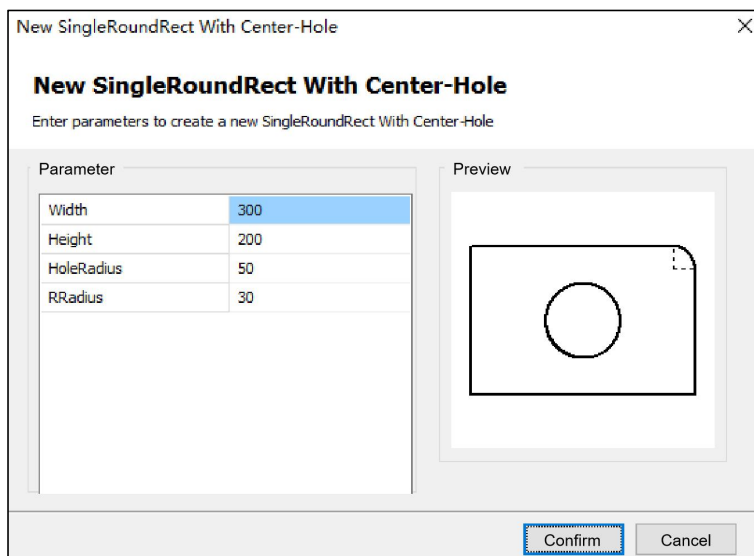 New SingleRoundRect With Center-Hole
New SingleRoundRect With Center-Hole
Enter parameters to create a new SingleRoundRect With Center-Hole
Parameter
Width 300
Height 200
HoleRadius 50
RRadius 30
Preview
Confirm Cancel